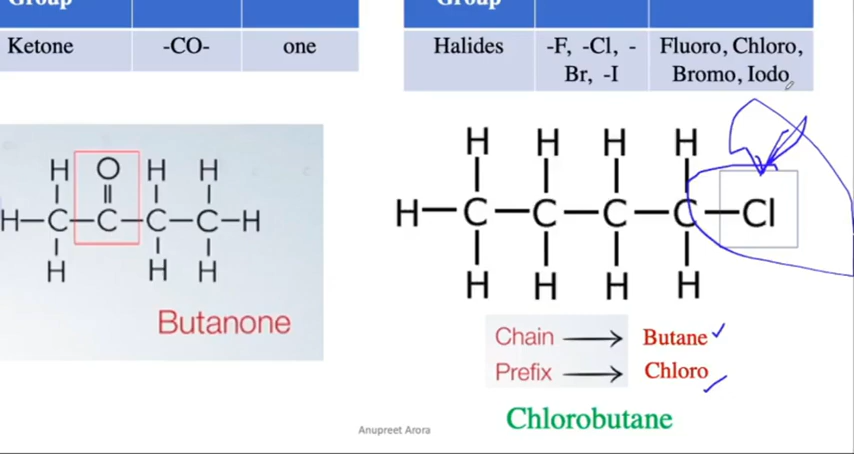 Group
Ketone -CO- one
H O H H
H-C-C-C-C-H
H H H
Butanone
Group
Halides -F, -Cl, - Fluoro, Chloro,
Br, -I Bromo, Iodo
H H H H
H-C-C-C-C-Cl
H H H H
Chain → Butane ✓
Prefix → Chloro ✓
Chlorobutane
Anupreet Arora